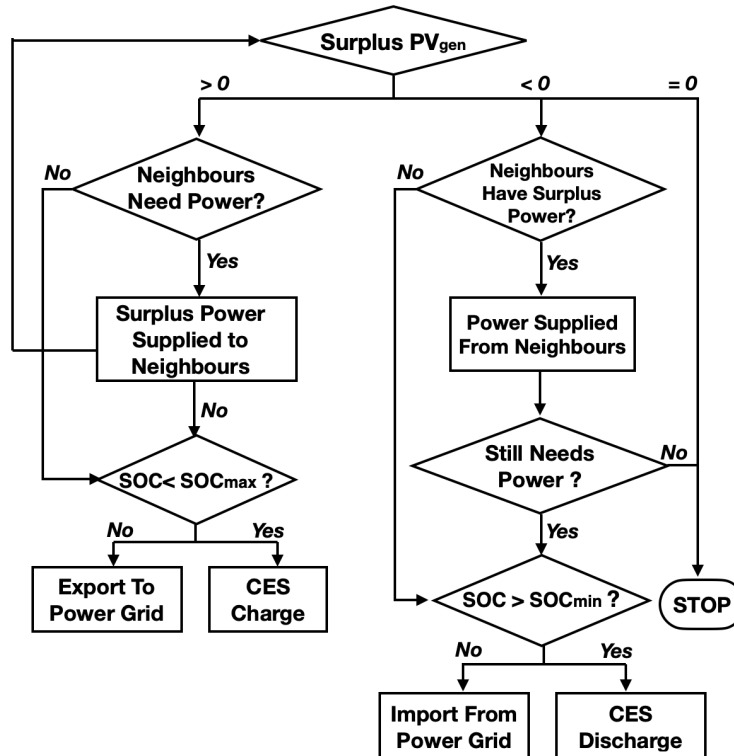 Surplus PVgen
> 0
< 0
= 0
No
Neighbours
Need Power?
No
Neighbours
Have Surplus
Power?
Yes
Yes
Surplus Power
Supplied to
Neighbours
Power Supplied
From Neighbours
No
SOC< SOCmax ?
Still Needs
Power ?
No
Yes
No
Yes
Export To
Power Grid
CES
Charge
SOC > SOCmin ?
STOP
No
Yes
Import From
Power Grid
CES
Discharge